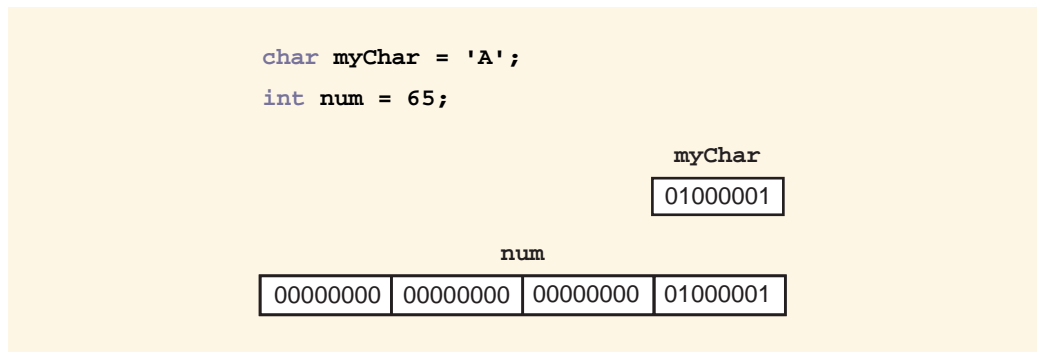 char myChar = 'A';
int num = 65;
myChar
01000001
num
00000000 00000000 00000000 01000001